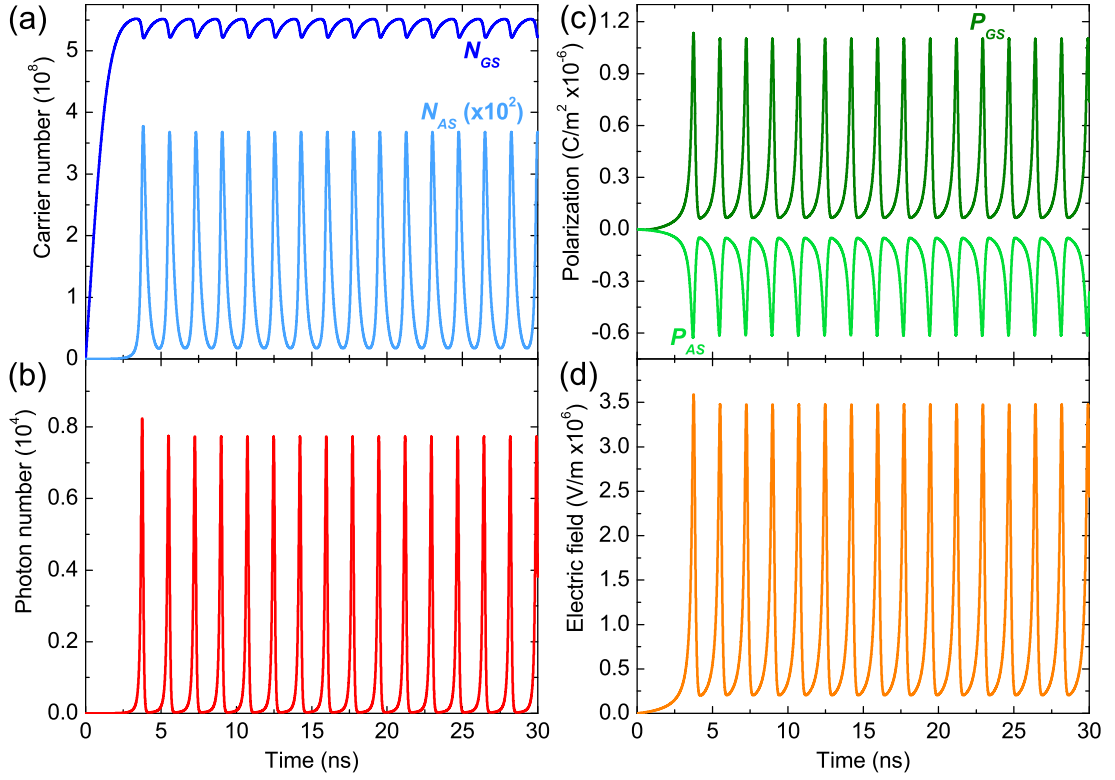 (a)
Carrier number (10^8)
5
4
3
2
1
0
N_GS
N_AS (x10^2)
(b)
Photon number (10^4)
0.8
0.6
0.4
0.2
0.0
0 5 10 15 20 25 30
Time (ns)
(c)
Polarization (C/m^2 x10^-6)
1.2
0.9
0.6
0.3
0.0
-0.3
-0.6
P_GS
P_AS
(d)
Electric field (V/m x10^6)
3.5
3.0
2.5
2.0
1.5
1.0
0.5
0.0
0 5 10 15 20 25 30
Time (ns)